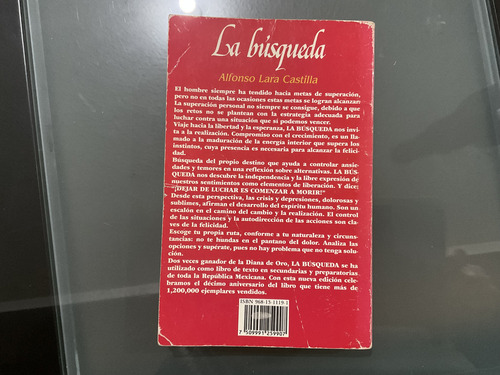 La búsqueda
Alfonso Lara Castilla
El hombre siempre ha tendido hacia metas de superación,
pero no en todas las ocasiones estas metas se logran alcanzar:
La superación personal no siempre se consigue, debido a que
los retos no se plantean con la estrategia adecuada para
luchar contra una situación que sí podemos vencer.
Viaje hacia la libertad y la esperanza, LA BÚSQUEDA nos invi-
ta a la realización. Compromiso con el crecimiento, es un lla-
mado a la maduración de la energía interior que supera los
instintos, cuya presencia es necesaria para alcanzar la felici-
dad.
Búsqueda del propio destino que ayuda a controlar ansie-
dades y temores en una reflexión sobre alternativas. LA BÚS-
QUEDA nos descubre la independencia y la libre expresión de
nuestros sentimientos como elementos de liberación. Y dice:
"¡DEJAR DE LUCHAR ES COMENZAR A MORIR!"
Desde esta perspectiva, las crisis y depresiones, dolorosas y
sublimes, afirman el desarrollo del espíritu humano. Son un
escalón en el camino del cambio y la realización. El control
de las situaciones y la autodirección de las acciones son cla-
ves de la felicidad.
Escoge tu propia ruta, conforme a tu naturaleza y circuns-
tancias: no te hundas en el pantano del dolor. Analiza las
opciones y supérate, pues no hay problema que no tenga solu-
ción.
Dos veces ganador de la Diana de Oro, LA BÚSQUEDA se ha
utilizado como libro de texto en secundarias y preparatorias
de toda la República Mexicana. Con esta nueva edición cele-
bramos el décimo aniversario del libro que tiene más de
1,200,000 ejemplares vendidos.
ISBN 968-13-1119-1
7 509991 259907